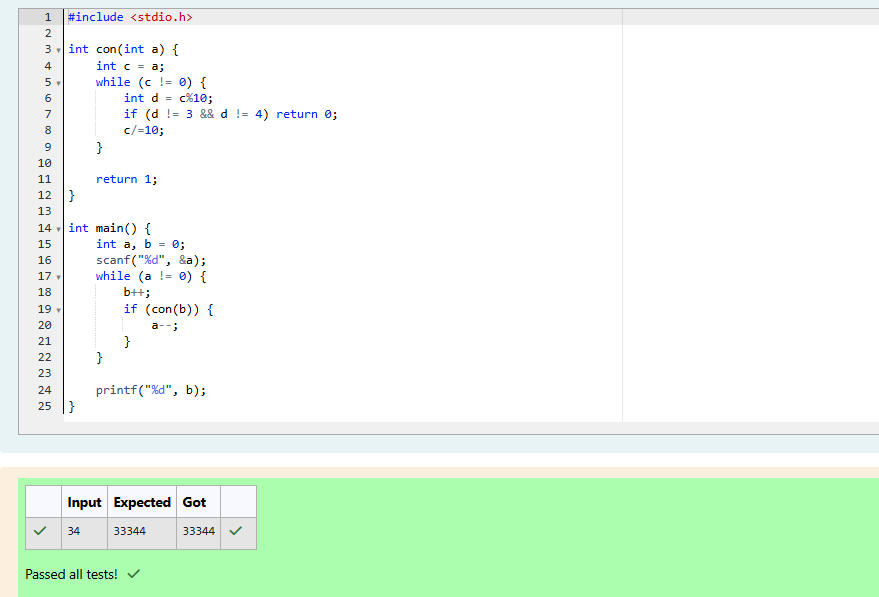 1 #include <stdio.h>
2
3 int con(int a) {
4     int c = a;
5     while (c != 0) {
6         int d = c%10;
7         if (d != 3 && d != 4) return 0;
8         c/=10;
9     }
10
11     return 1;
12 }
13
14 int main() {
15     int a, b = 0;
16     scanf("%d", &a);
17     while (a != 0) {
18         b++;
19         if (con(b)) {
20             a--;
21         }
22     }
23
24     printf("%d", b);
25 }
Input Expected Got
34 33344 33344
Passed all tests!